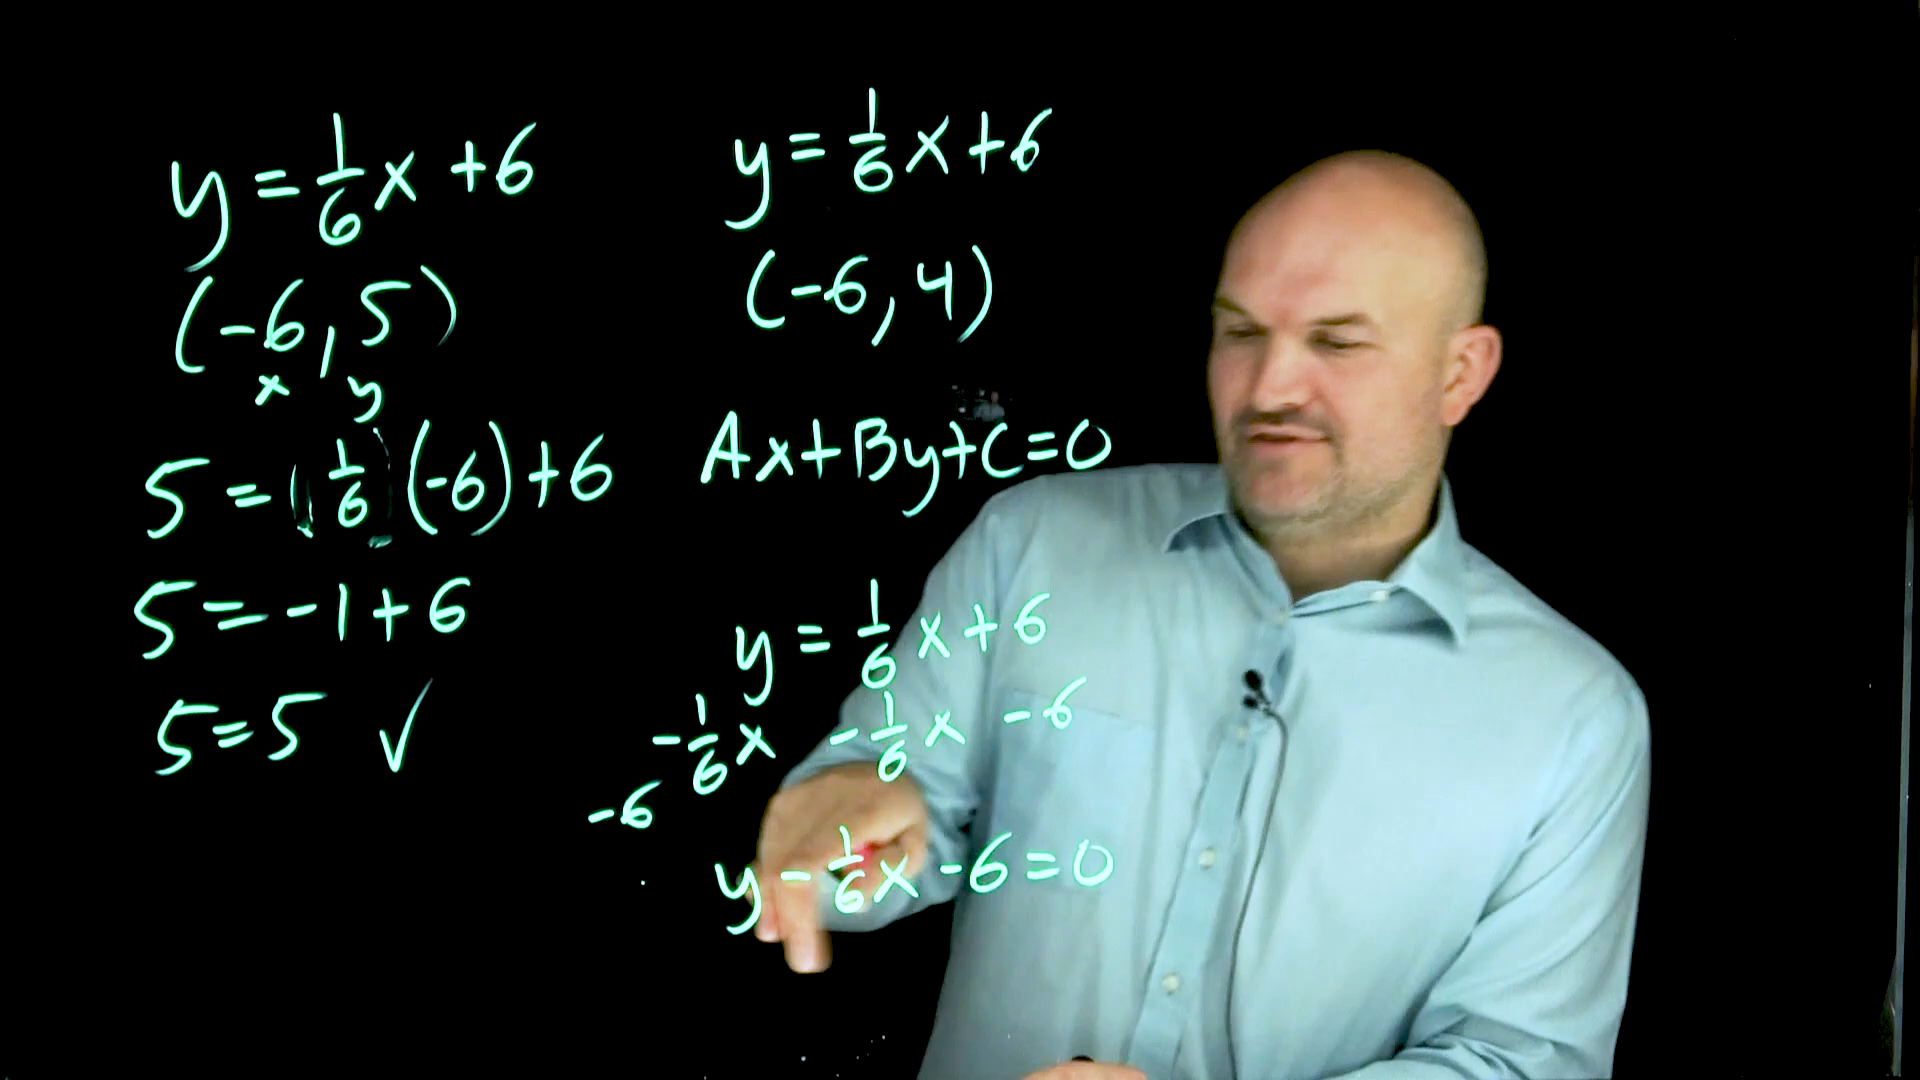 y = 1/6 x + 6
(-6, 5)
x y
5 = (1/6)(-6) + 6
5 = -1 + 6
5 = 5 ✓
y = 1/6 x + 6
(-6, 4)
Ax + By + C = 0
y = 1/6 x + 6
- 1/6 x - 1/6 x - 6
-6
y - 1/6 x - 6 = 0